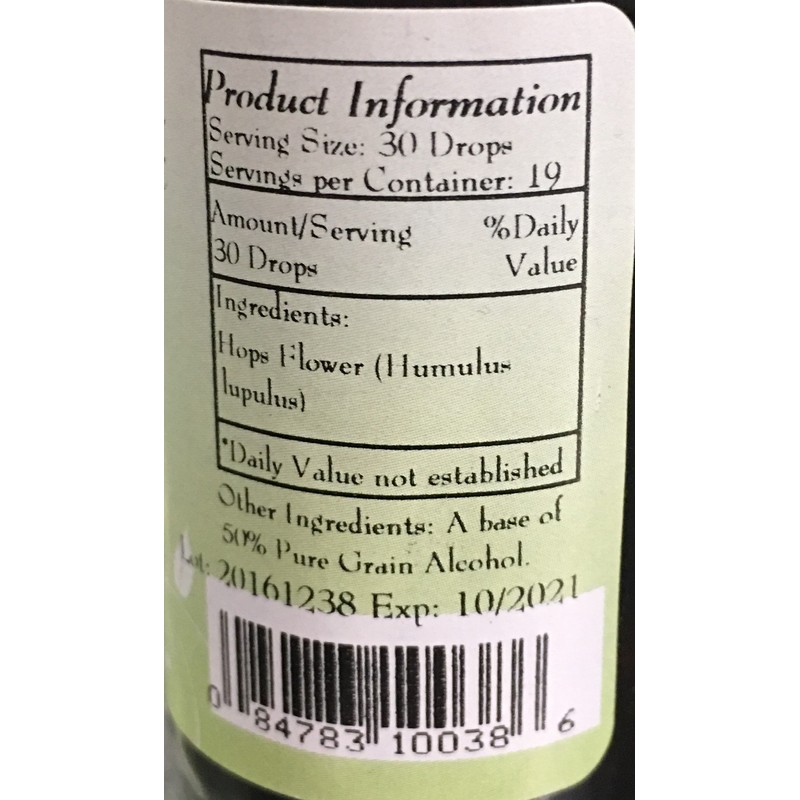 Product Information
Serving Size: 30 Drops
Servings per Container: 19
Amount/Serving %Daily
30 Drops Value
Ingredients:
Hops Flower (Humulus
lupulus)
*Daily Value not established
Other Ingredients: A base of
50% Pure Grain Alcohol.
Lot: 20161238 Exp: 10/2021
0 84783 10038 6